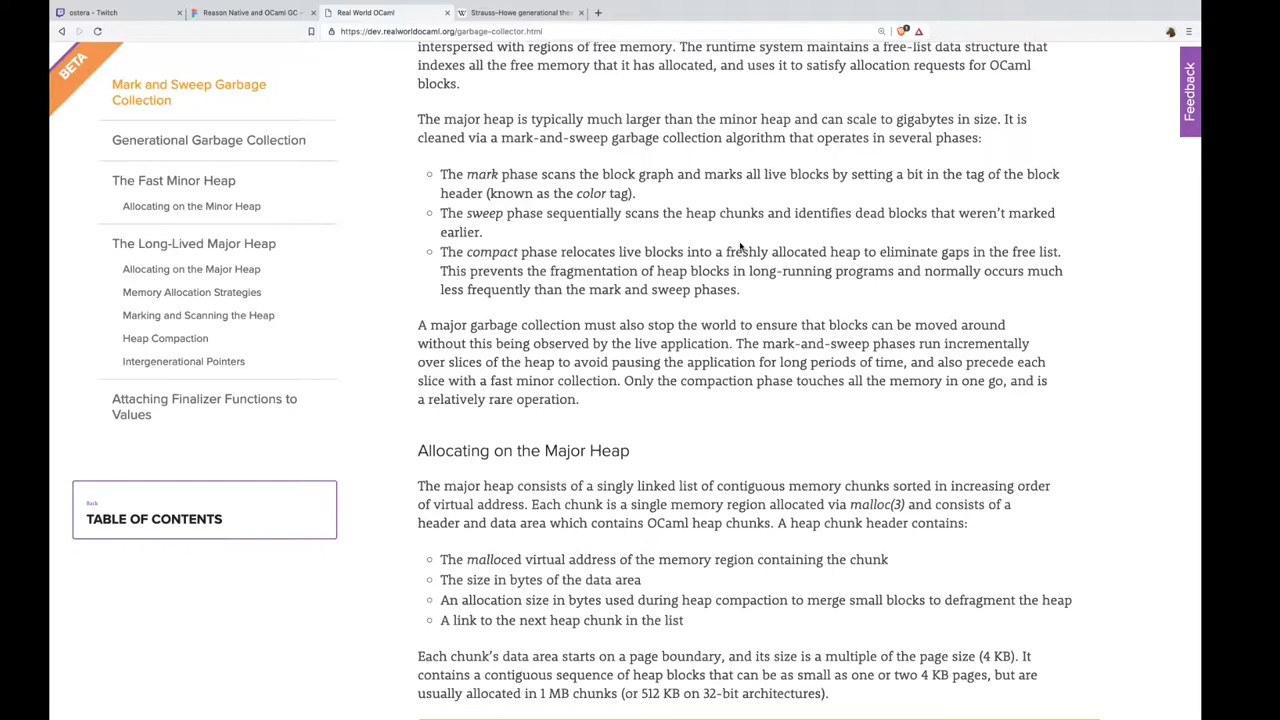 ostera - Twitch
Reason Native and OCaml GC -
Real World OCaml
Strauss–Howe generational the
https://dev.realworldocaml.org/garbage-collector.html
BETA
Feedback
Mark and Sweep Garbage
Collection
Generational Garbage Collection
The Fast Minor Heap
Allocating on the Minor Heap
The Long-Lived Major Heap
Allocating on the Major Heap
Memory Allocation Strategies
Marking and Scanning the Heap
Heap Compaction
Intergenerational Pointers
Attaching Finalizer Functions to
Values
Back
TABLE OF CONTENTS
interspersed with regions of free memory. The runtime system maintains a free-list data structure that
indexes all the free memory that it has allocated, and uses it to satisfy allocation requests for OCaml
blocks.
The major heap is typically much larger than the minor heap and can scale to gigabytes in size. It is
cleaned via a mark-and-sweep garbage collection algorithm that operates in several phases:
The mark phase scans the block graph and marks all live blocks by setting a bit in the tag of the block
header (known as the color tag).
The sweep phase sequentially scans the heap chunks and identifies dead blocks that weren't marked
earlier.
The compact phase relocates live blocks into a freshly allocated heap to eliminate gaps in the free list.
This prevents the fragmentation of heap blocks in long-running programs and normally occurs much
less frequently than the mark and sweep phases.
A major garbage collection must also stop the world to ensure that blocks can be moved around
without this being observed by the live application. The mark-and-sweep phases run incrementally
over slices of the heap to avoid pausing the application for long periods of time, and also precede each
slice with a fast minor collection. Only the compaction phase touches all the memory in one go, and is
a relatively rare operation.
Allocating on the Major Heap
The major heap consists of a singly linked list of contiguous memory chunks sorted in increasing order
of virtual address. Each chunk is a single memory region allocated via malloc(3) and consists of a
header and data area which contains OCaml heap chunks. A heap chunk header contains:
The malloced virtual address of the memory region containing the chunk
The size in bytes of the data area
An allocation size in bytes used during heap compaction to merge small blocks to defragment the heap
A link to the next heap chunk in the list
Each chunk's data area starts on a page boundary, and its size is a multiple of the page size (4 KB). It
contains a contiguous sequence of heap blocks that can be as small as one or two 4 KB pages, but are
usually allocated in 1 MB chunks (or 512 KB on 32-bit architectures).